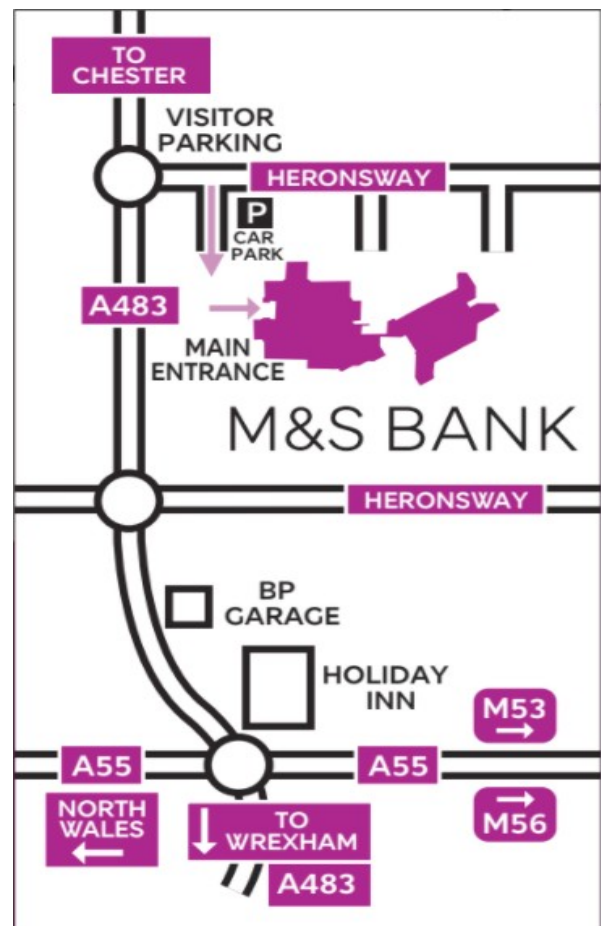 TO
CHESTER
VISITOR
PARKING
HERONSWAY
P
CAR
PARK
A483
MAIN
ENTRANCE
M&S BANK
HERONSWAY
BP
GARAGE
HOLIDAY
INN
M53
A55
A55
M56
NORTH
WALES
TO
WREXHAM
A483